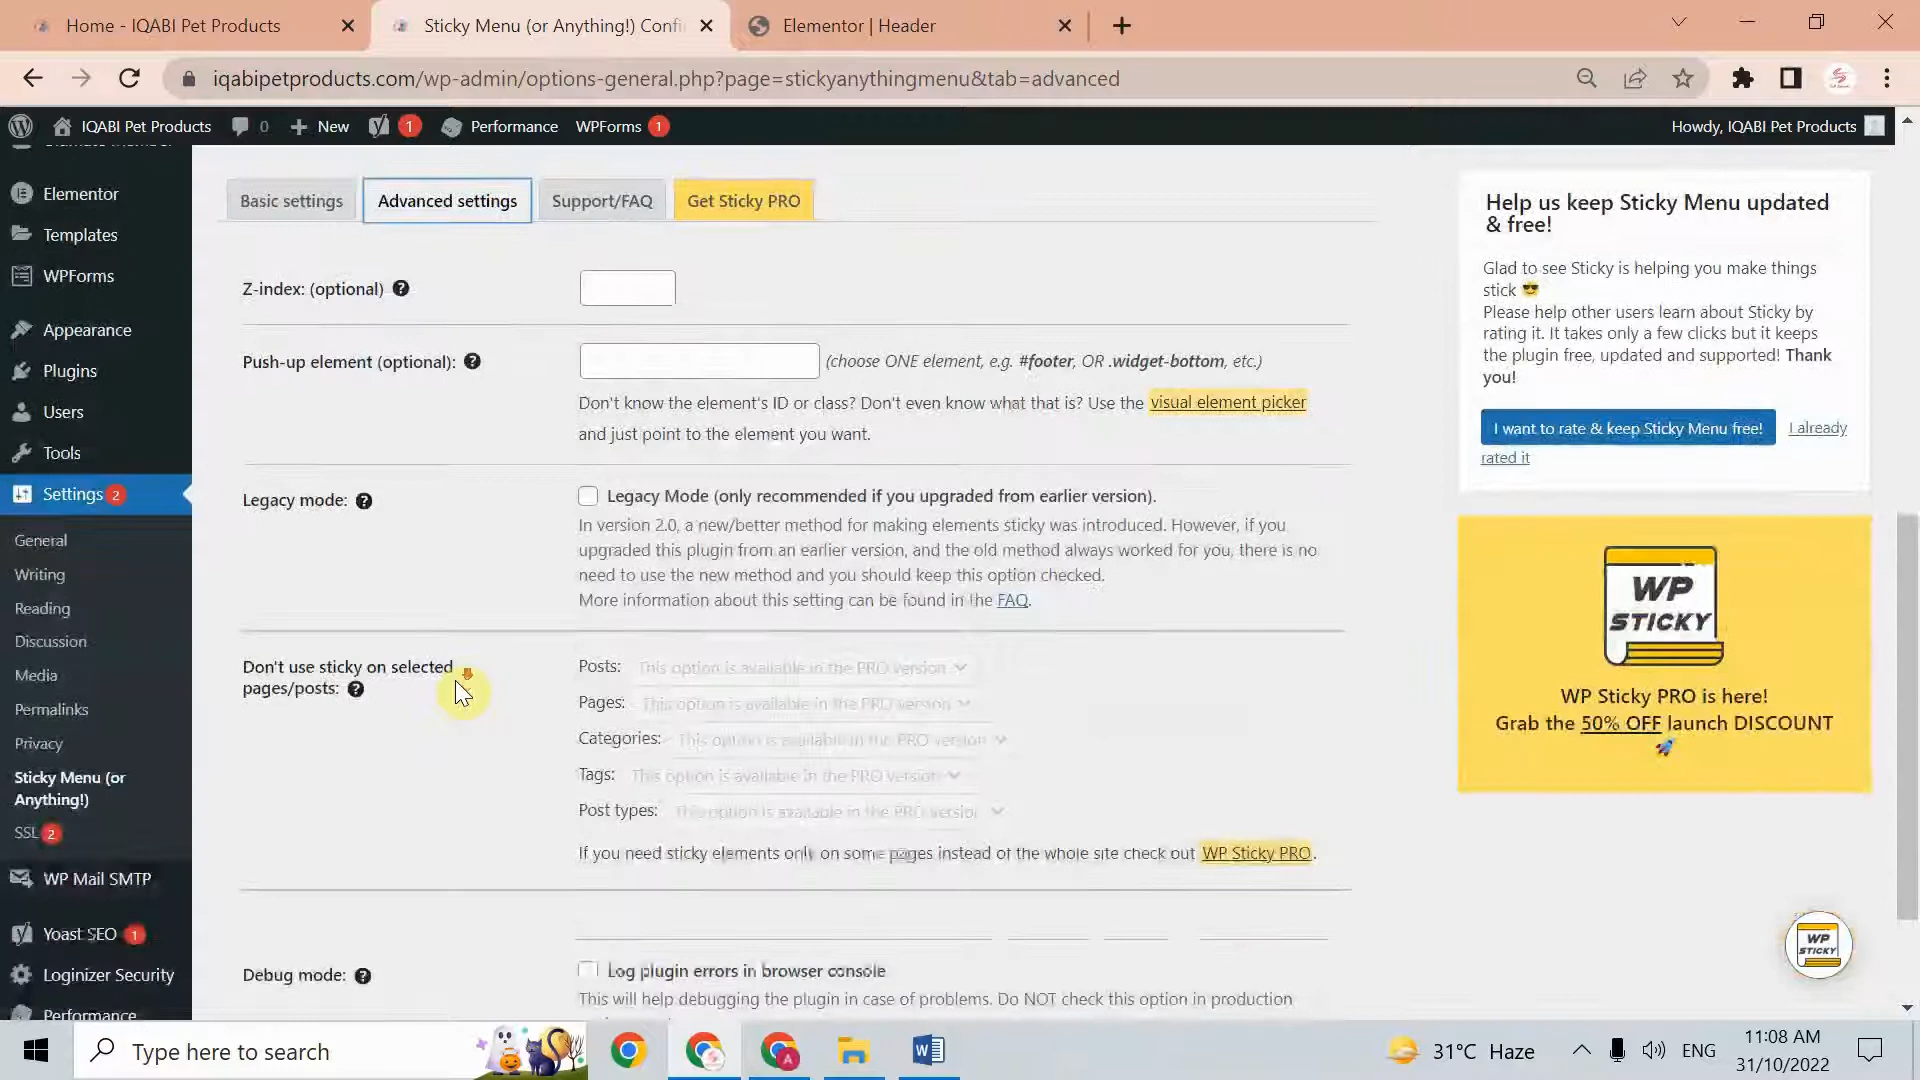 Home - IQABI Pet Products
Sticky Menu (or Anything!) Confi
Elementor | Header
iqabipetproducts.com/wp-admin/options-general.php?page=stickyanythingmenu&tab=advanced
IQABI Pet Products
0
New
1
Performance
WPForms 1
Howdy, IQABI Pet Products
Elementor
Templates
WPForms
Appearance
Plugins
Users
Tools
Settings 2
General
Writing
Reading
Discussion
Media
Permalinks
Privacy
Sticky Menu (or
Anything!)
SSL 2
WP Mail SMTP
Yoast SEO 1
Loginizer Security
Performance
Basic settings
Advanced settings
Support/FAQ
Get Sticky PRO
Z-index: (optional) ?
Push-up element (optional): ?
(choose ONE element, e.g. #footer, OR .widget-bottom, etc.)
Don't know the element's ID or class? Don't even know what that is? Use the visual element picker
and just point to the element you want.
Legacy mode: ?
Legacy Mode (only recommended if you upgraded from earlier version).
In version 2.0, a new/better method for making elements sticky was introduced. However, if you
upgraded this plugin from an earlier version, and the old method always worked for you, there is no
need to use the new method and you should keep this option checked.
More information about this setting can be found in the FAQ.
Don't use sticky on selected
pages/posts: ?
Posts: This option is available in the PRO version
Pages: This option is available in the PRO version
Categories: This option is available in the PRO version
Tags: This option is available in the PRO version
Post types: This option is available in the PRO version
If you need sticky elements only on some pages instead of the whole site check out WP Sticky PRO.
Debug mode: ?
Log plugin errors in browser console
This will help debugging the plugin in case of problems. Do NOT check this option in production
Help us keep Sticky Menu updated
& free!
Glad to see Sticky is helping you make things
stick 😎
Please help other users learn about Sticky by
rating it. It takes only a few clicks but it keeps
the plugin free, updated and supported! Thank
you!
I want to rate & keep Sticky Menu free!
I already
rated it
WP
STICKY
WP Sticky PRO is here!
Grab the 50% OFF launch DISCOUNT
🚀
WP
STICKY
Type here to search
31°C Haze
ENG
11:08 AM
31/10/2022